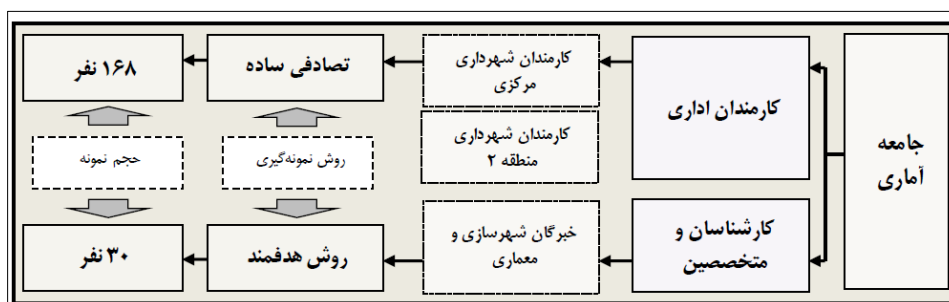 جامعه
آماری
کارمندان اداری
کارمندان شهرداری
مرکزی
تصادفی ساده
۱۶۸ نفر
کارمندان شهرداری
منطقه ۲
روش نمونه‌گیری
حجم نمونه
کارشناسان و
متخصصین
خبرگان شهرسازی و
معماری
روش هدفمند
۳۰ نفر